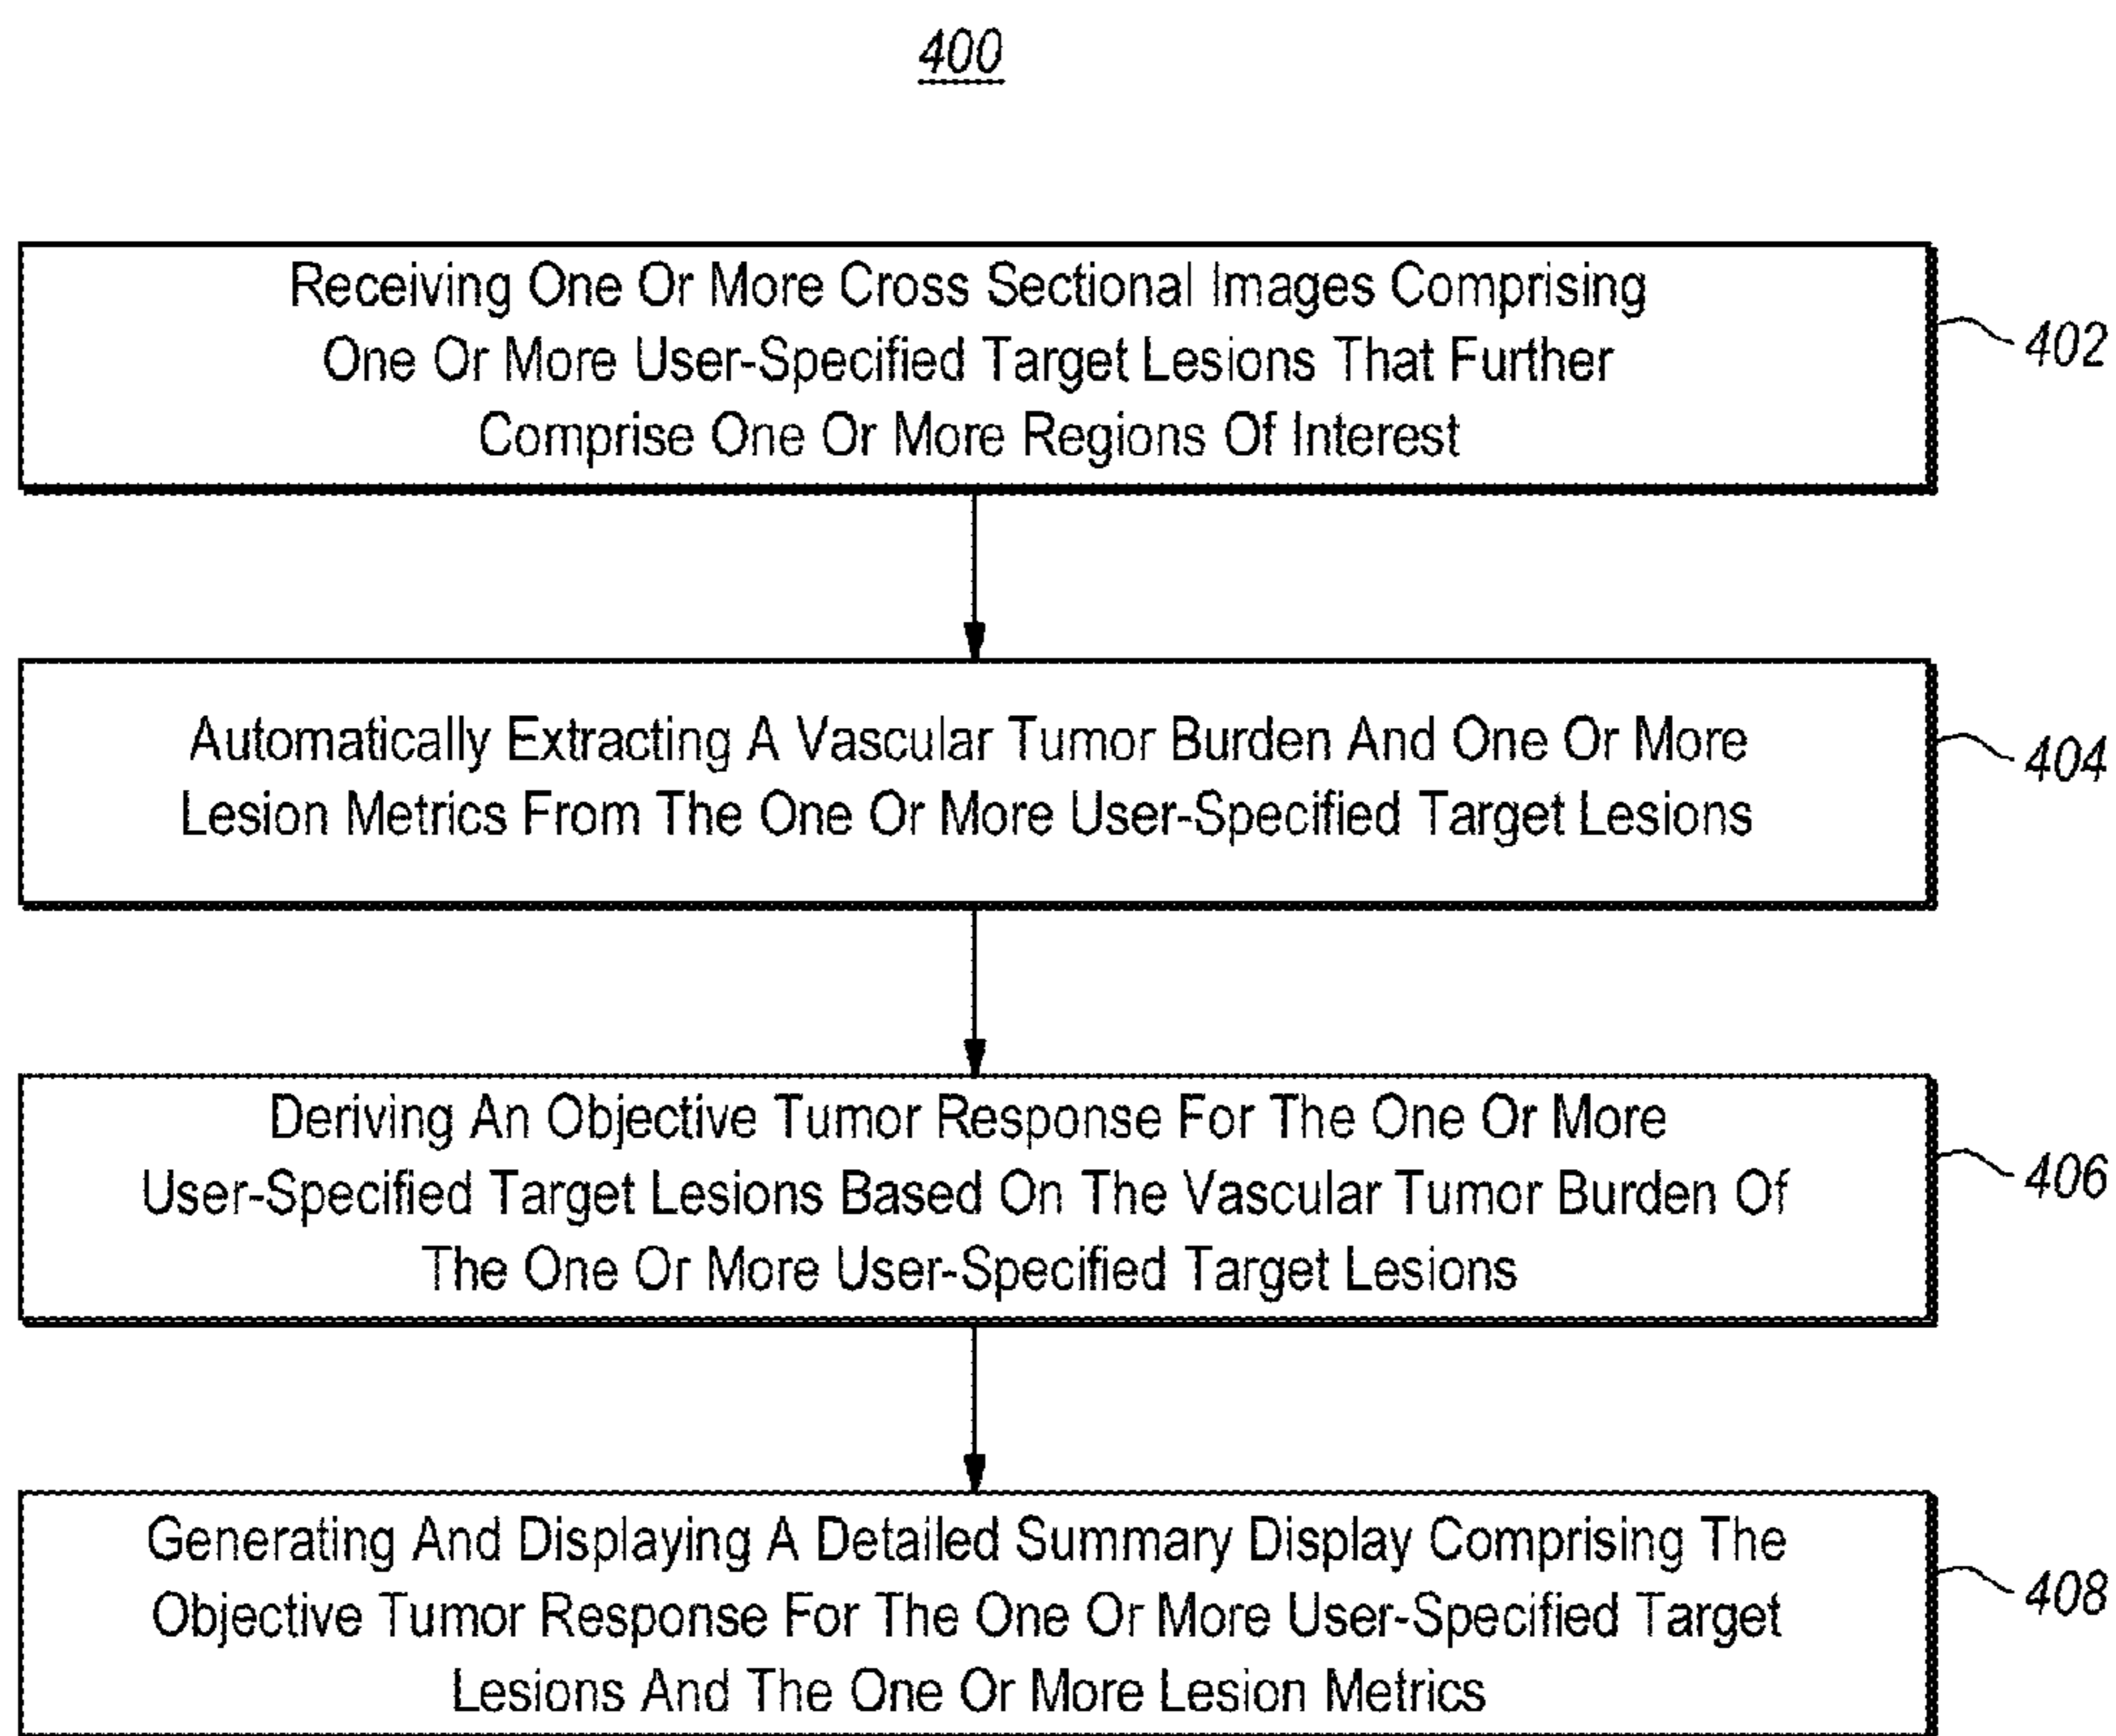 400
Receiving One Or More Cross Sectional Images Comprising
One Or More User-Specified Target Lesions That Further
Comprise One Or More Regions Of Interest
402
Automatically Extracting A Vascular Tumor Burden And One Or More
Lesion Metrics From The One Or More User-Specified Target Lesions
404
Deriving An Objective Tumor Response For The One Or More
User-Specified Target Lesions Based On The Vascular Tumor Burden Of
The One Or More User-Specified Target Lesions
406
Generating And Displaying A Detailed Summary Display Comprising The
Objective Tumor Response For The One Or More User-Specified Target
Lesions And The One Or More Lesion Metrics
408